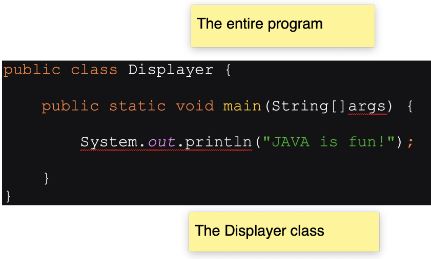 The entire program
public class Displayer {
public static void main(String[]args) {
System.out.println("JAVA is fun!");
}
}
The Displayer class